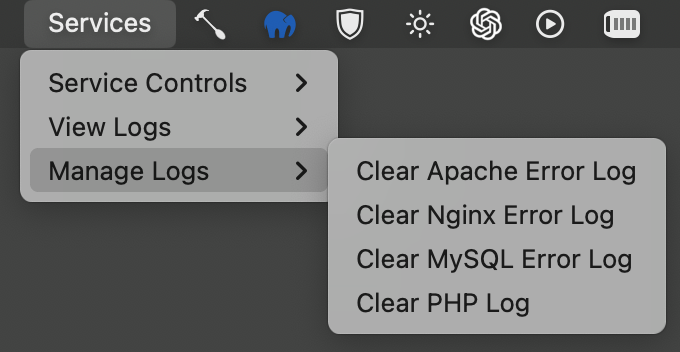 Services
Service Controls
View Logs
Manage Logs
Clear Apache Error Log
Clear Nginx Error Log
Clear MySQL Error Log
Clear PHP Log